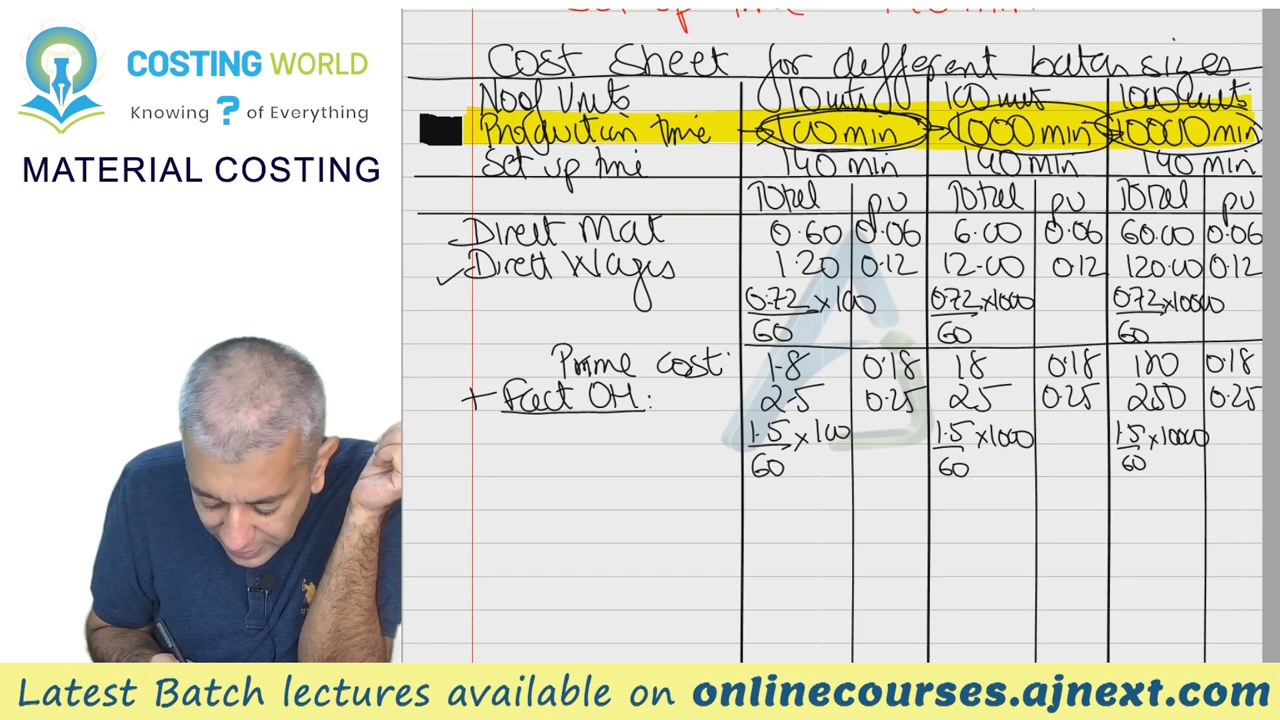 COSTING WORLD
Knowing ? of Everything
MATERIAL COSTING
Cost Sheet for different batch sizes
No of Units 10 units 100 units 1000 units
Production time 100 min 1000 min 10000 min
Set up time 140 min 140 min 140 min
Total pu Total pu Total pu
Direct Mat 0.60 0.06 6.00 0.06 60.00 0.06
Direct Wages 1.20 0.12 12.00 0.12 120.00 0.12
0.72 ×100 0.72 ×1000 0.72 ×10000
60 60 60
Prime cost: 1.8 0.18 18 0.18 180 0.18
+ Fact OH: 2.5 0.25 25 0.25 250 0.25
1.5 ×100 1.5 ×1000 1.5 ×10000
60 60 60
Latest Batch lectures available on onlinecourses.ajnext.com